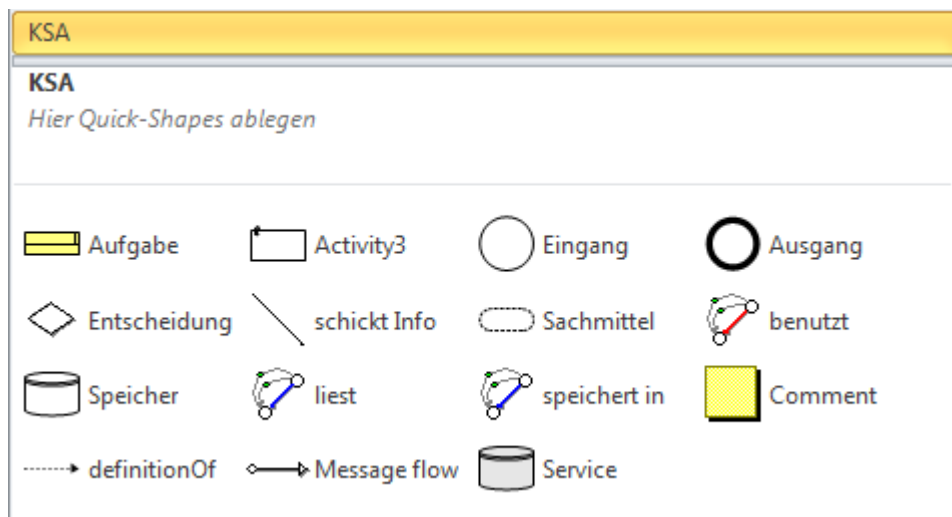 KSA
KSA
Hier Quick-Shapes ablegen
Aufgabe Activity3 Eingang Ausgang
Entscheidung schickt Info Sachmittel benutzt
Speicher liest speichert in Comment
definitionOf Message flow Service